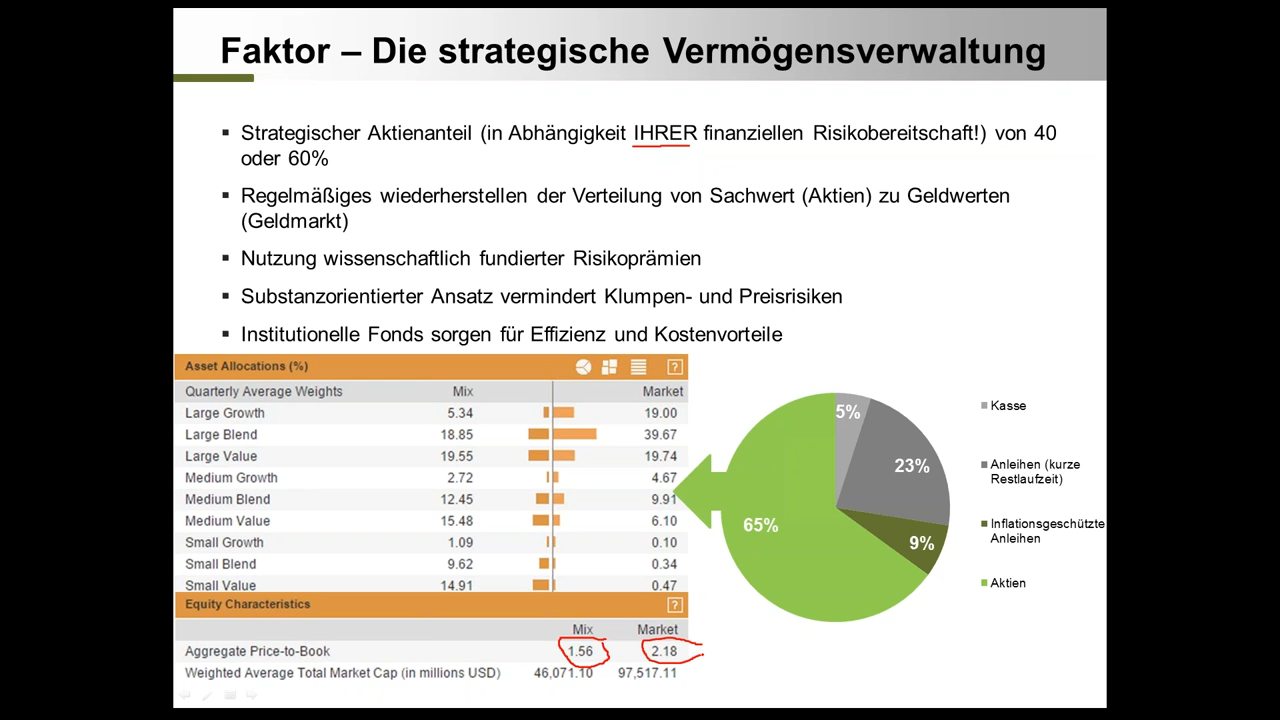 Faktor – Die strategische Vermögensverwaltung
▪ Strategischer Aktienanteil (in Abhängigkeit IHRER finanziellen Risikobereitschaft!) von 40
oder 60%
▪ Regelmäßiges wiederherstellen der Verteilung von Sachwert (Aktien) zu Geldwerten
(Geldmarkt)
▪ Nutzung wissenschaftlich fundierter Risikoprämien
▪ Substanzorientierter Ansatz vermindert Klumpen- und Preisrisiken
▪ Institutionelle Fonds sorgen für Effizienz und Kostenvorteile
Asset Allocations (%) ?
Quarterly Average Weights Mix Market
Large Growth 5.34 19.00
Large Blend 18.85 39.67
Large Value 19.55 19.74
Medium Growth 2.72 4.67
Medium Blend 12.45 9.91
Medium Value 15.48 6.10
Small Growth 1.09 0.10
Small Blend 9.62 0.34
Small Value 14.91 0.47
Equity Characteristics ?
Mix Market
Aggregate Price-to-Book 1.56 2.18
Weighted Average Total Market Cap (in millions USD) 46,071.10 97,517.11
5%
23%
9%
65%
Kasse
Anleihen (kurze
Restlaufzeit)
Inflationsgeschützte
Anleihen
Aktien